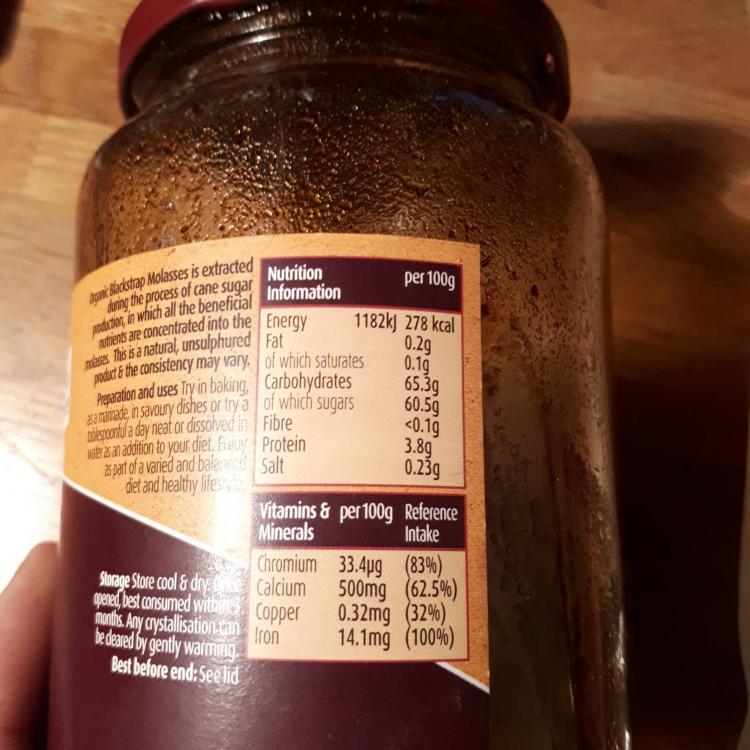 Organic Blackstrap Molasses is extracted
during the process of cane sugar
production, in which all the beneficial
nutrients are concentrated into the
molasses. This is a natural, unsulphured
product & the consistency may vary.
Preparation and uses Try in baking,
as a marinade, in savoury dishes or try a
tablespoonful a day neat or dissolved in
water as an addition to your diet. Enjoy
as part of a varied and balanced
diet and healthy lifestyle.
Storage Store cool & dry. Once
opened, best consumed within 3
months. Any crystallisation can
be cleared by gently warming.
Best before end: See lid
Nutrition Information per 100g
Energy 1182kJ 278 kcal
Fat 0.2g
of which saturates 0.1g
Carbohydrates 65.3g
of which sugars 60.5g
Fibre <0.1g
Protein 3.8g
Salt 0.23g
Vitamins & Minerals per 100g Reference Intake
Chromium 33.4µg (83%)
Calcium 500mg (62.5%)
Copper 0.32mg (32%)
Iron 14.1mg (100%)